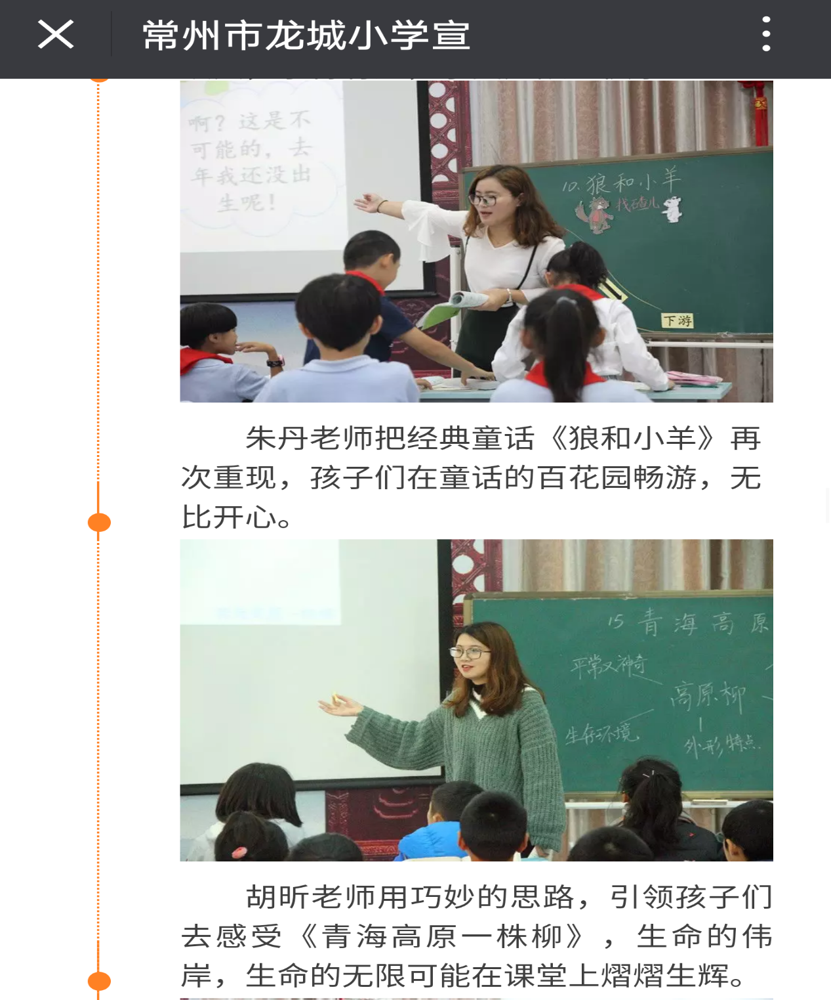 常州市龙城小学宣
啊？这是不
可能的，去
年我还没出
生呢！
10.狼和小羊
找碴儿
下游
朱丹老师把经典童话《狼和小羊》再
次重现，孩子们在童话的百花园畅游，无
比开心。
15 青海高原
平常又神奇
高原柳
生存环境
外形特点
胡昕老师用巧妙的思路，引领孩子们
去感受《青海高原一株柳》，生命的伟
岸，生命的无限可能在课堂上熠熠生辉。